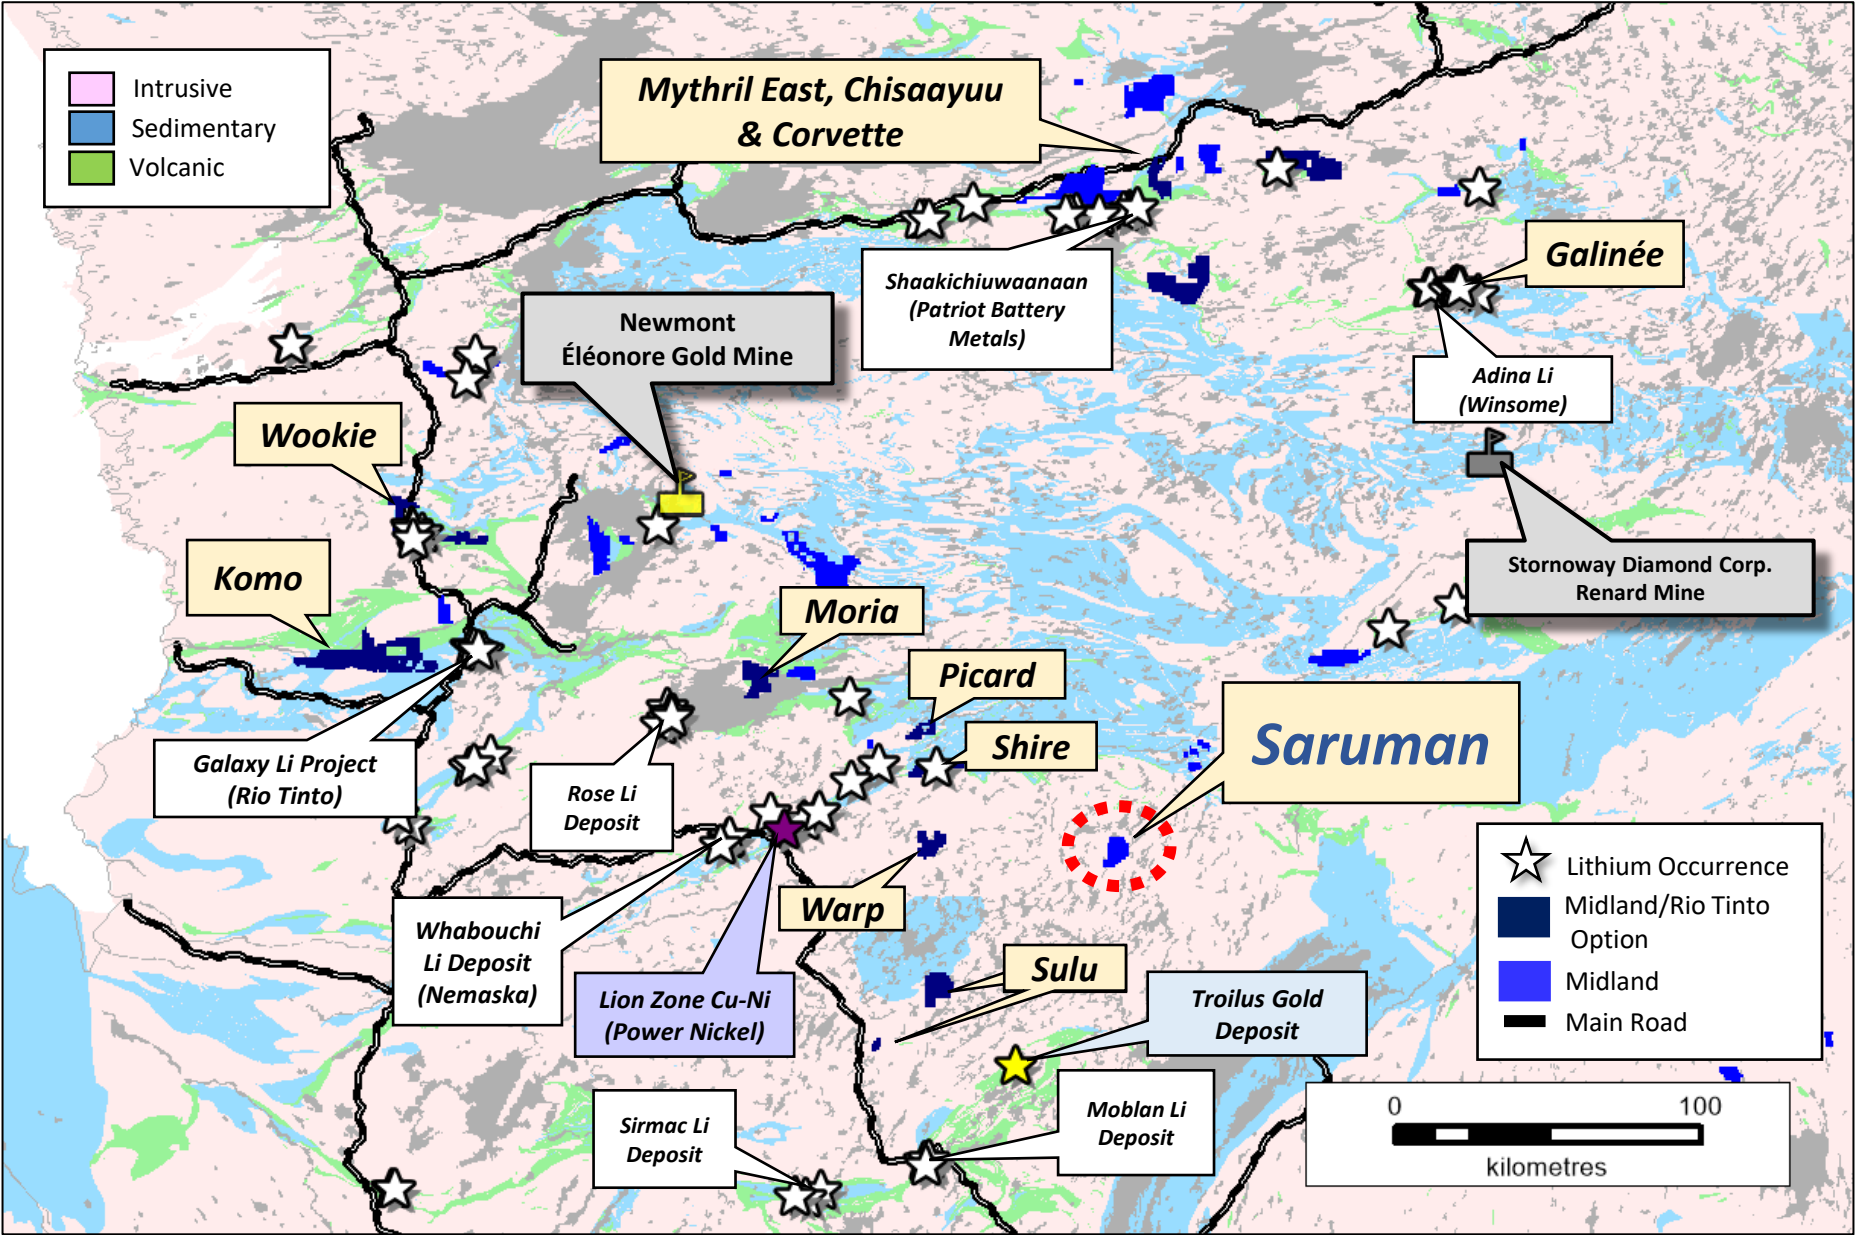 Intrusive
Sedimentary
Volcanic
Mythril East, Chisaayuu
& Corvette
Galinée
Shaakichiuwaanaan
(Patriot Battery
Metals)
Newmont
Éléonore Gold Mine
Adina Li
(Winsome)
Wookie
Komo
Stornoway Diamond Corp.
Renard Mine
Moria
Picard
Saruman
Shire
Galaxy Li Project
(Rio Tinto)
Rose Li
Deposit
Warp
Whabouchi
Li Deposit
(Nemaska)
Lion Zone Cu-Ni
(Power Nickel)
Sulu
Troilus Gold
Deposit
Lithium Occurrence
Midland/Rio Tinto
Option
Midland
Main Road
Sirmac Li
Deposit
Moblan Li
Deposit
0 100
kilometres